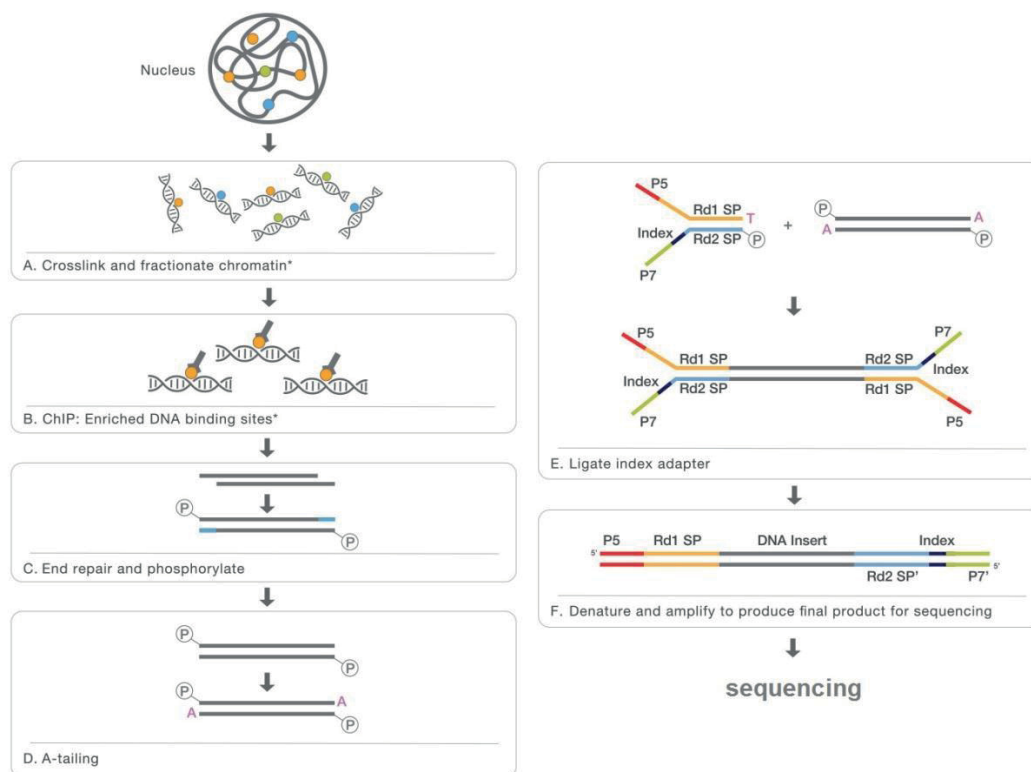 Nucleus
A. Crosslink and fractionate chromatin*
B. ChIP: Enriched DNA binding sites*
P
P
C. End repair and phosphorylate
P
P
P
A
A
P
D. A-tailing
P5
Rd1 SP
T
Index
Rd2 SP
P
P7
+
P
A
A
P
P5
P7
Rd1 SP
Rd2 SP
Index
Index
Rd2 SP
Rd1 SP
P7
P5
E. Ligate index adapter
P5 Rd1 SP DNA Insert Index
5'
5'
Rd2 SP' P7'
F. Denature and amplify to produce final product for sequencing
sequencing